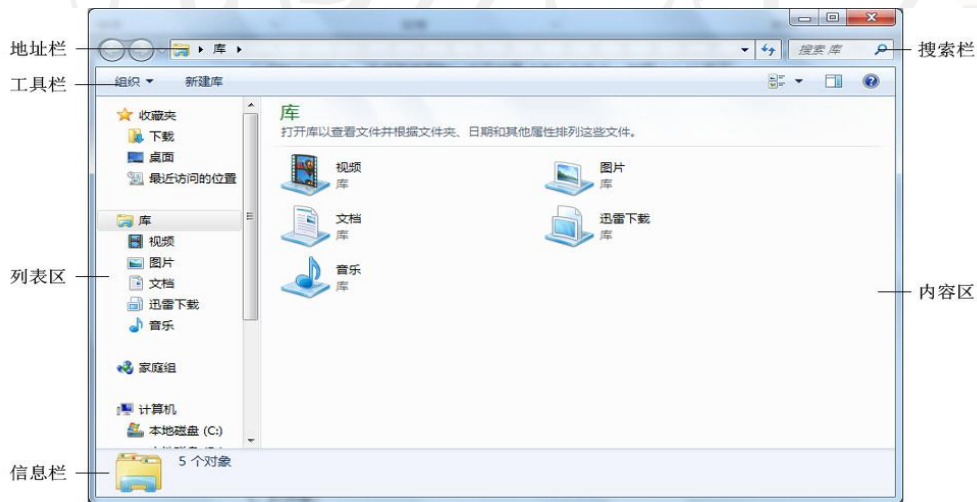 地址栏
库
搜索 库
搜索栏
工具栏
组织
新建库
收藏夹
下载
桌面
最近访问的位置
库
视频
图片
文档
迅雷下载
音乐
家庭组
计算机
本地磁盘 (C:)
列表区
库
打开库以查看文件并根据文件夹、日期和其他属性排列这些文件。
视频
库
图片
库
文档
库
迅雷下载
库
音乐
库
内容区
信息栏
5 个对象